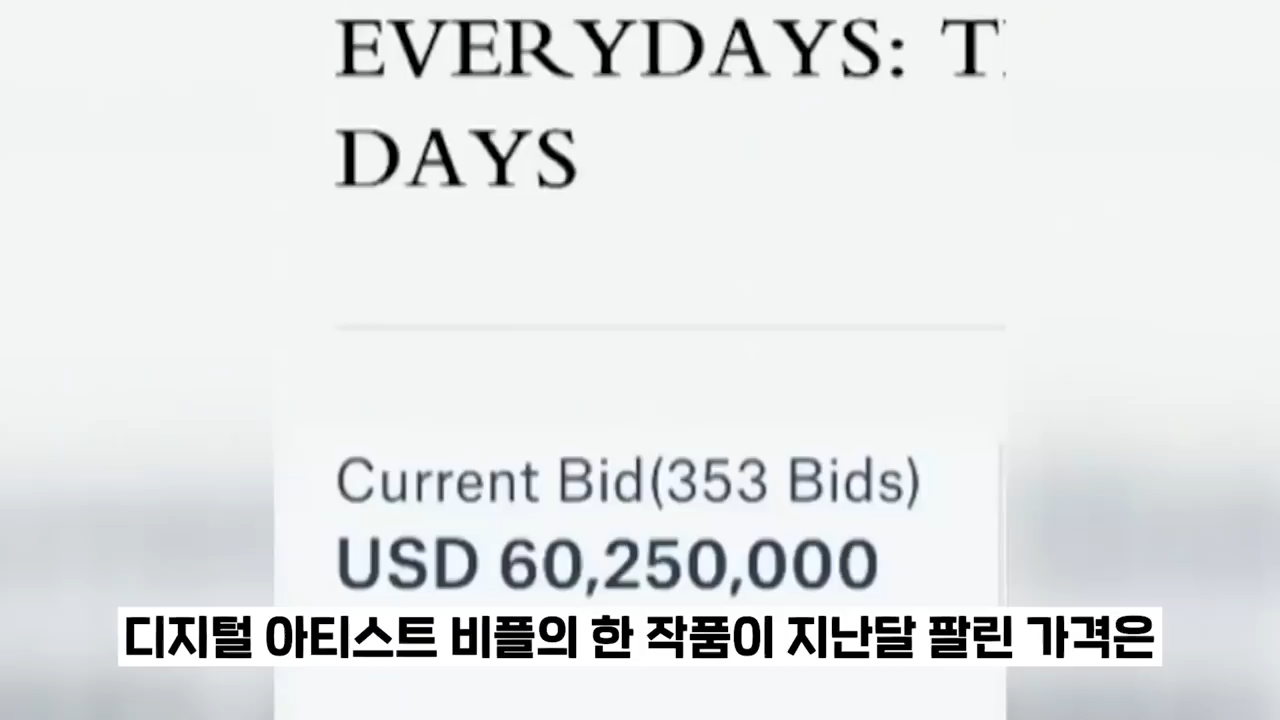 EVERYDAYS: T
DAYS
Current Bid(353 Bids)
USD 60,250,000
디지털 아티스트 비플의 한 작품이 지난달 팔린 가격은